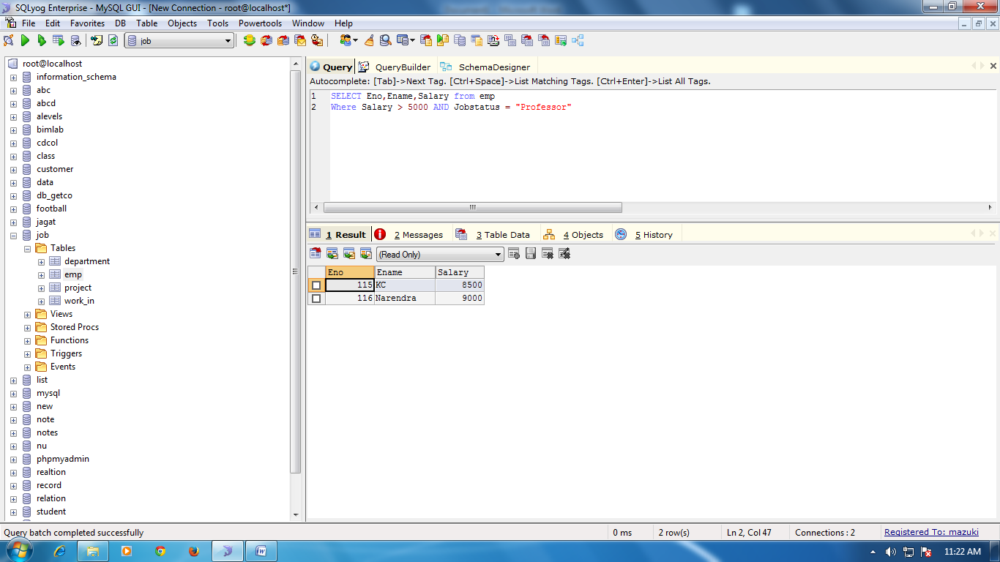 SQLyog Enterprise - MySQL GUI - [New Connection - root@localhost*]
File Edit Favorites DB Table Objects Tools Powertools Window Help
job
root@localhost
information_schema
abc
abcd
alevels
bimlab
cdcol
class
customer
data
db_getco
football
jagat
job
Tables
department
emp
project
work_in
Views
Stored Procs
Functions
Triggers
Events
list
mysql
new
note
notes
nu
phpmyadmin
realtion
record
relation
student
Query QueryBuilder SchemaDesigner
Autocomplete: [Tab]->Next Tag. [Ctrl+Space]->List Matching Tags. [Ctrl+Enter]->List All Tags.
1 SELECT Eno,Ename,Salary from emp
2 Where Salary > 5000 AND Jobstatus = "Professor"
1 Result 2 Messages 3 Table Data 4 Objects 5 History
(Read Only)
Eno Ename Salary
115 KC 8500
116 Narendra 9000
Query batch completed successfully 0 ms 2 row(s) Ln 2, Col 47 Connections : 2 Registered To: mazuki
11:22 AM